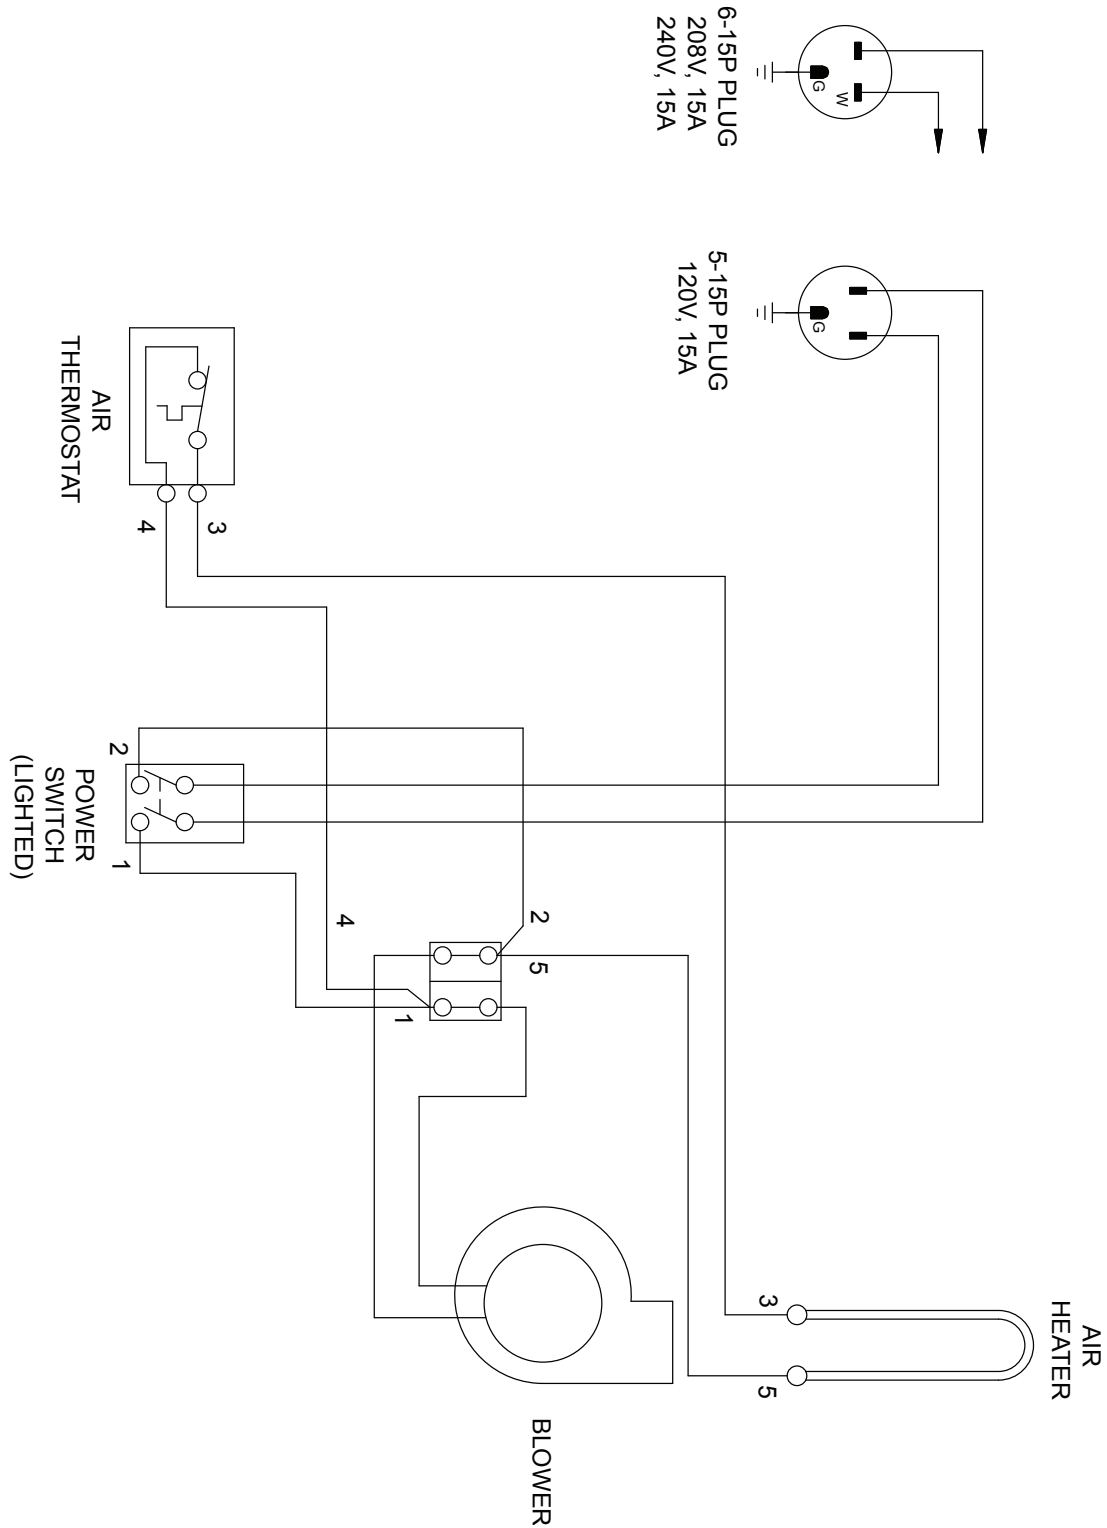 6-15P PLUG
208V, 15A
240V, 15A
G
W
5-15P PLUG
120V, 15A
G
AIR
THERMOSTAT
4
3
2
POWER
SWITCH
(LIGHTED)
1
4
2
5
1
BLOWER
3
5
AIR
HEATER